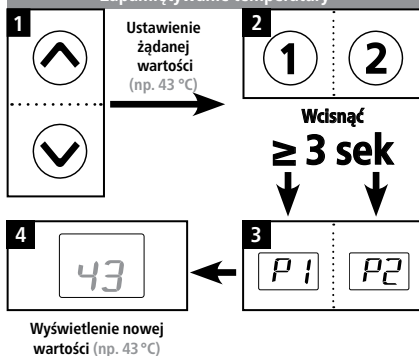 Zapamiętywanie temperatury
1
Ustawienie
żądanej
wartości
(np. 43 °C)
2
1
2
Wcisnąć
≥ 3 sek
4
43
3
P1
P2
Wyświetlenie nowej
wartości (np. 43 °C)